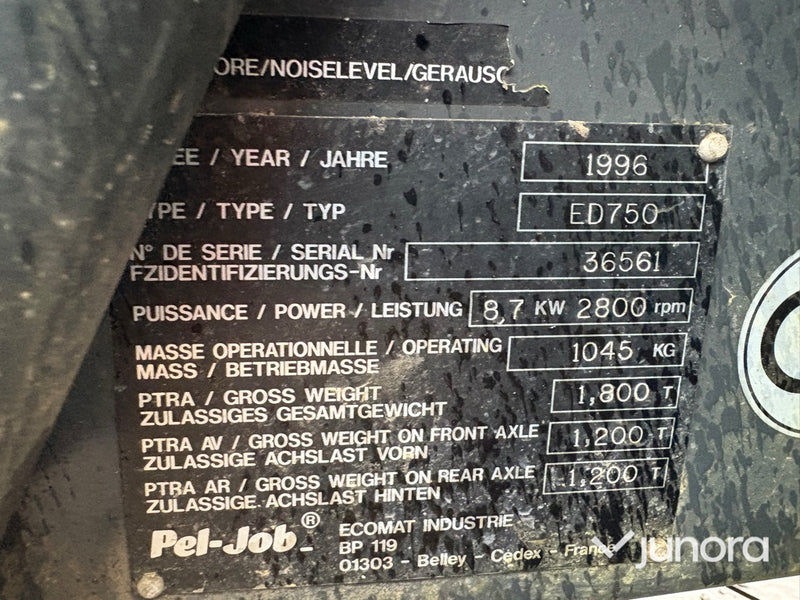 ORE/NOISELEVEL/GERAUSC
EE / YEAR / JAHRE 1996
YPE / TYPE / TYP ED750
N° DE SERIE / SERIAL Nr
FZIDENTIFIZIERUNGS-Nr 36561
PUISSANCE / POWER / LEISTUNG 8,7 KW 2800 rpm
MASSE OPERATIONNELLE / OPERATING
MASS / BETRIEBMASSE 1045 KG
PTRA / GROSS WEIGHT
ZULASSIGES GESAMTGEWICHT 1,800 T
PTRA AV / GROSS WEIGHT ON FRONT AXLE
ZULASSIGE ACHSLAST VORN 1,200 T
PTRA AR / GROSS WEIGHT ON REAR AXLE
ZULASSIGE ACHSLAST HINTEN 1,200 T
Pel-Job® ECOMAT INDUSTRIE
BP 119
01303 - Belley - Cedex - France
junora